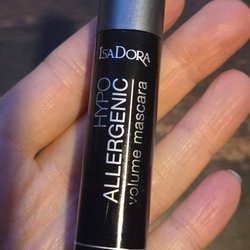 ISADORA
HYPO
ALLERGENIC
volume mascara